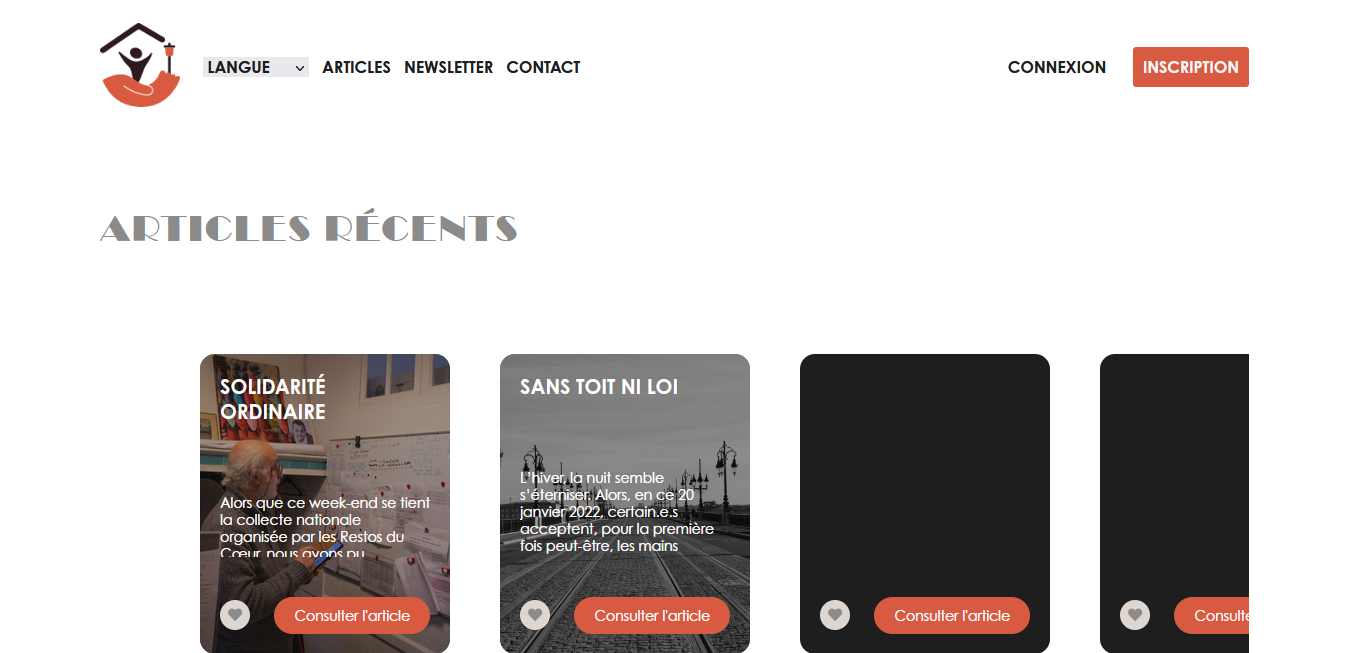 LANGUE ARTICLES NEWSLETTER CONTACT CONNEXION INSCRIPTION
ARTICLES RÉCENTS
SOLIDARITÉ
ORDINAIRE
Alors que ce week-end se tient
la collecte nationale
organisée par les Restos du
Cœur, nous avons pu
Consulter l'article
SANS TOIT NI LOI
L'hiver, la nuit semble
s'éterniser. Alors, en ce 20
janvier 2022, certain.e.s
acceptent, pour la première
fois peut-être, les mains
Consulter l'article
Consulter l'article
Consulte